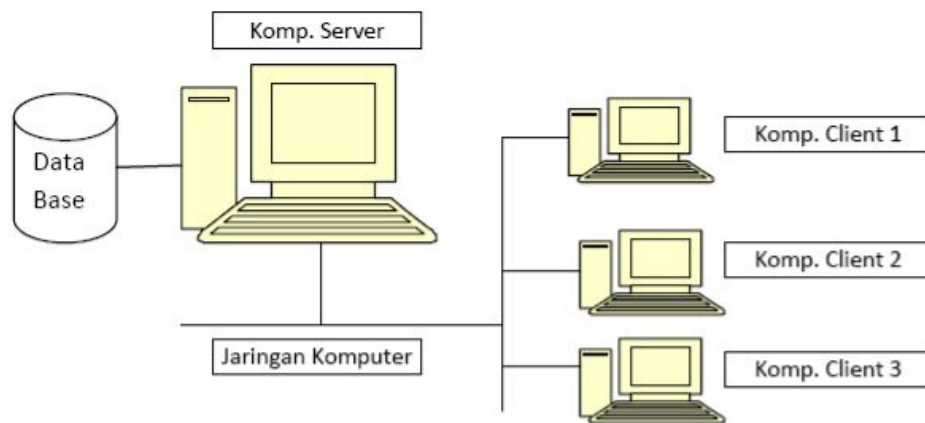 Komp. Server
Data
Base
Komp. Client 1
Komp. Client 2
Jaringan Komputer
Komp. Client 3